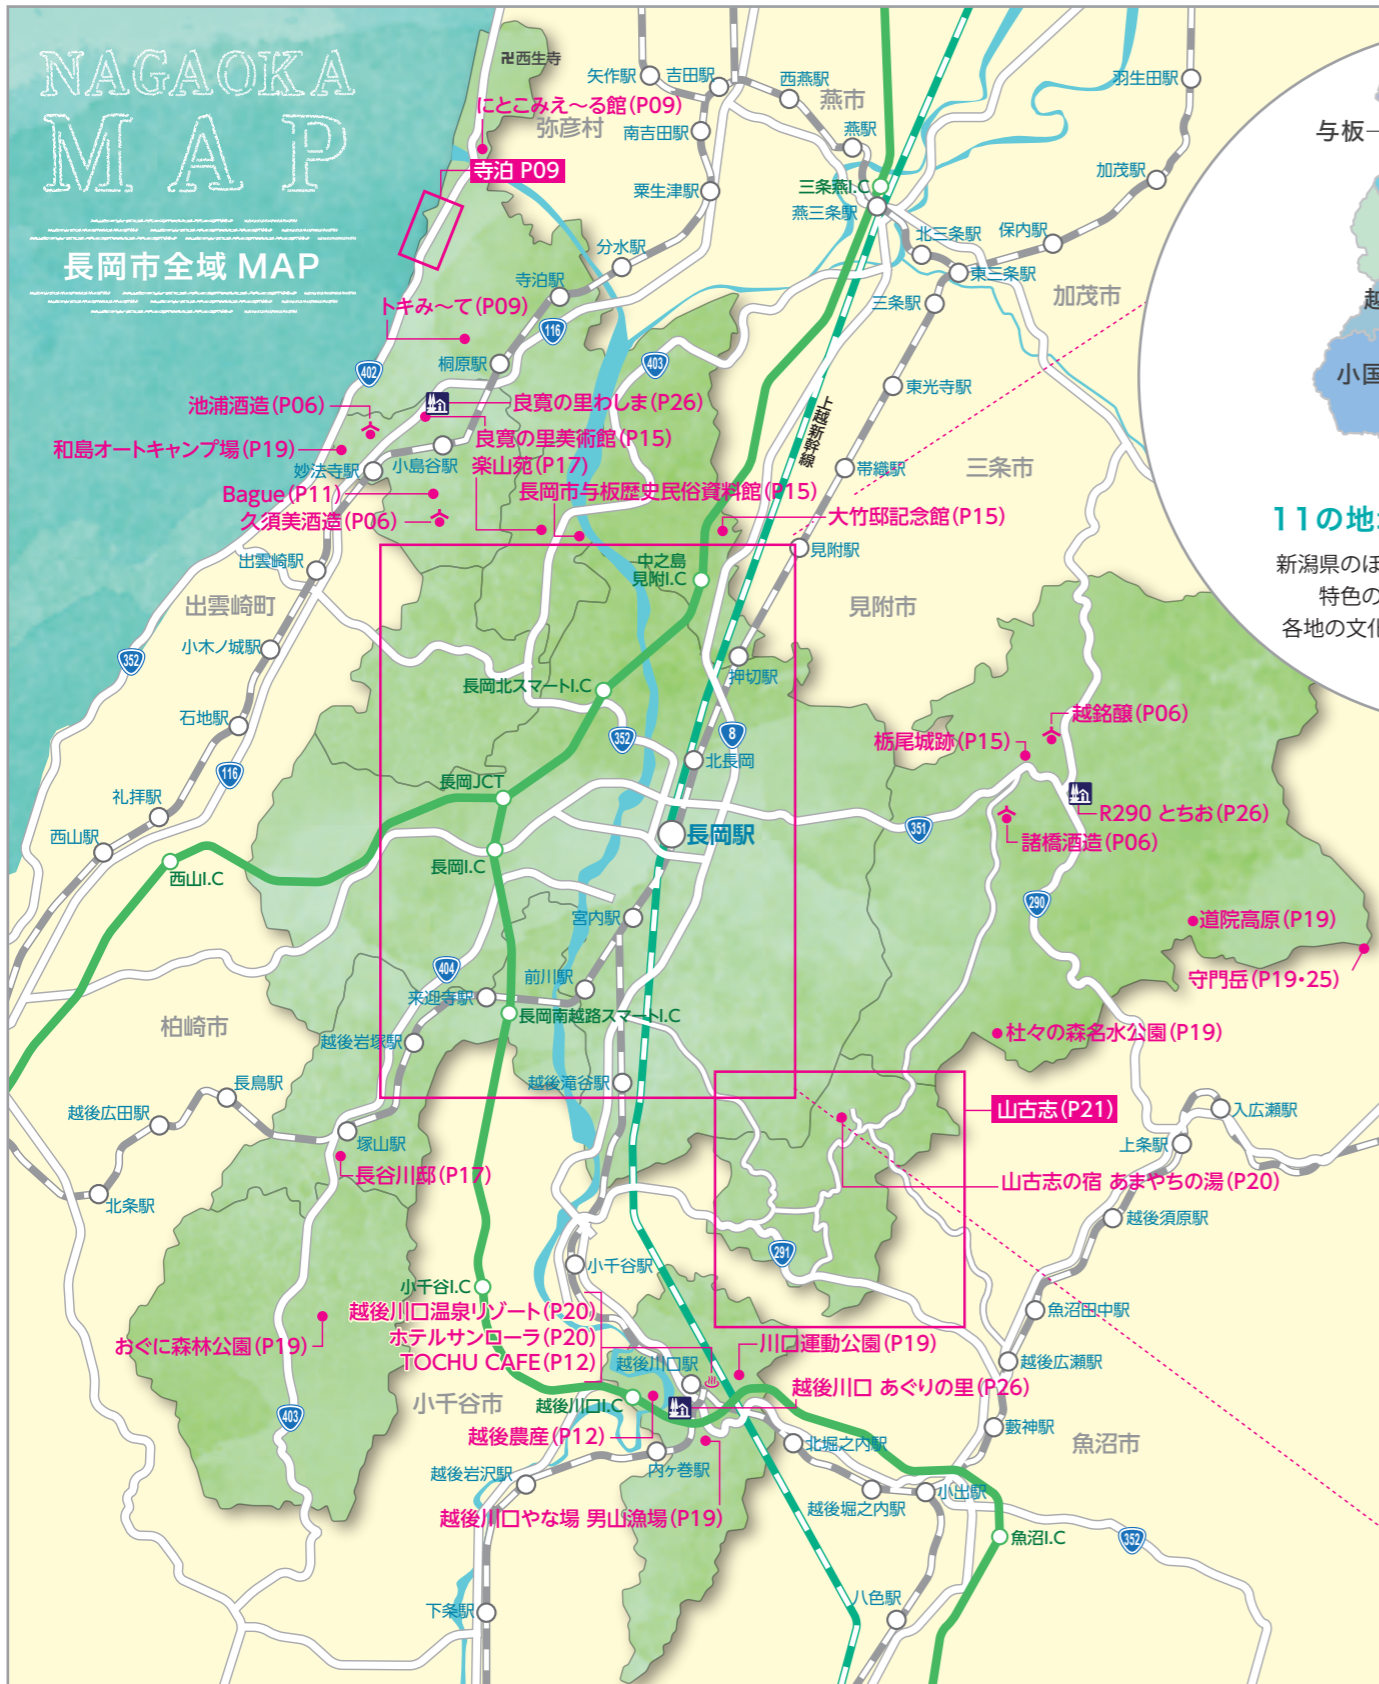 NAGAOKA
MAP
長岡市全域 MAP
卍西生寺
にとこみえ～る館(P09)
弥彦村
寺泊 P09
矢作駅
吉田駅
西燕駅
燕市
羽生田駅
南吉田駅
燕駅
加茂駅
粟生津駅
三条燕I.C
燕三条駅
分水駅
北三条駅
保内駅
東三条駅
寺泊駅
三条駅
加茂市
トキみ～て(P09)
116
桐原駅
403
402
東光寺駅
池浦酒造(P06)
良寛の里わしま(P26)
上越新幹線
和島オートキャンプ場(P19)
良寛の里美術館(P15)
小島谷駅
妙法寺駅
楽山苑(P17)
帯織駅
三条市
Bague(P11)
長岡市与板歴史民俗資料館(P15)
久須美酒造(P06)
大竹邸記念館(P15)
出雲崎駅
中之島
見附I.C
見附駅
出雲崎町
見附市
小木ノ城駅
352
押切駅
長岡北スマートI.C
石地駅
越銘醸(P06)
352
8
栃尾城跡(P15)
116
北長岡
長岡JCT
礼拝駅
R290 とちお(P26)
西山駅
長岡駅
351
諸橋酒造(P06)
西山I.C
長岡I.C
290
宮内駅
道院高原(P19)
404
前川駅
守門岳(P19・25)
来迎寺駅
長岡南越路スマートI.C
柏崎市
越後岩塚駅
杜々の森名水公園(P19)
長鳥駅
越後滝谷駅
越後広田駅
山古志(P21)
入広瀬駅
塚山駅
上条駅
長谷川邸(P17)
山古志の宿 あまやちの湯(P20)
北条駅
越後須原駅
291
小千谷駅
小千谷I.C
越後川口温泉リゾート(P20)
ホテルサンローラ(P20)
TOCHU CAFE(P12)
魚沼田中駅
おぐに森林公園(P19)
川口運動公園(P19)
越後広瀬駅
越後川口駅
越後川口 あぐりの里(P26)
小千谷市
越後川口I.C
403
越後農産(P12)
藪神駅
北堀之内駅
魚沼市
内ヶ巻駅
越後岩沢駅
越後堀之内駅
小出駅
越後川口やな場 男山漁場(P19)
魚沼I.C
352
八色駅
下条駅
与板
越
小国
11の地
新潟県のほ
特色の
各地の文化